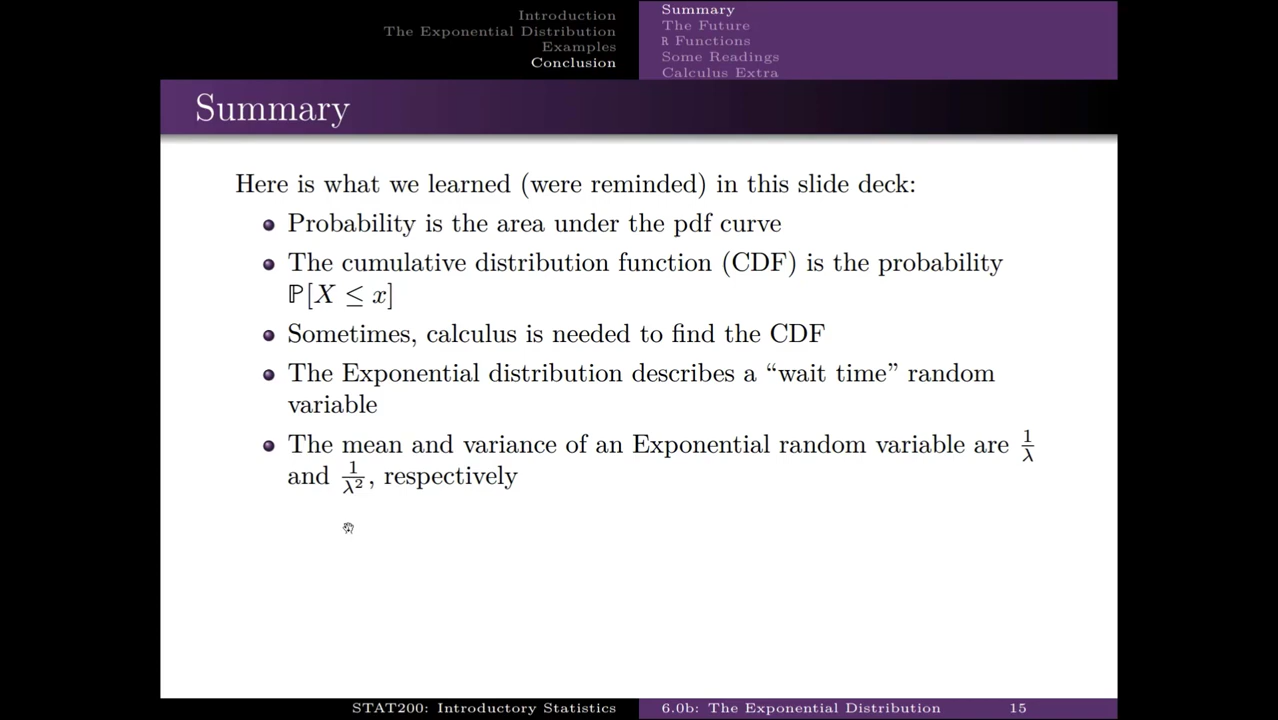 Introduction
The Exponential Distribution
Examples
Conclusion
Summary
The Future
R Functions
Some Readings
Calculus Extra
Summary
Here is what we learned (were reminded) in this slide deck:
Probability is the area under the pdf curve
The cumulative distribution function (CDF) is the probability
ℙ[X ≤ x]
Sometimes, calculus is needed to find the CDF
The Exponential distribution describes a “wait time” random
variable
The mean and variance of an Exponential random variable are 1/λ
and 1/λ², respectively
STAT200: Introductory Statistics
6.0b: The Exponential Distribution 15